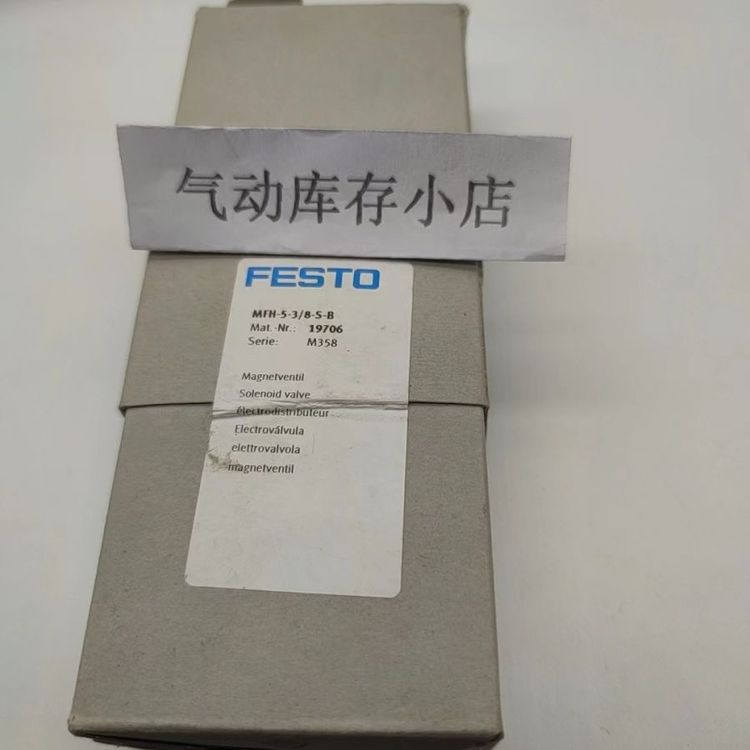 气动库存小店
FESTO
MFH-5-3/8-S-B
Mat.-Nr.: 19706
Serie: M358
Magnetventil
Solenoid valve
électrodistributeur
Electroválvula
elettrovalvola
magnetventil